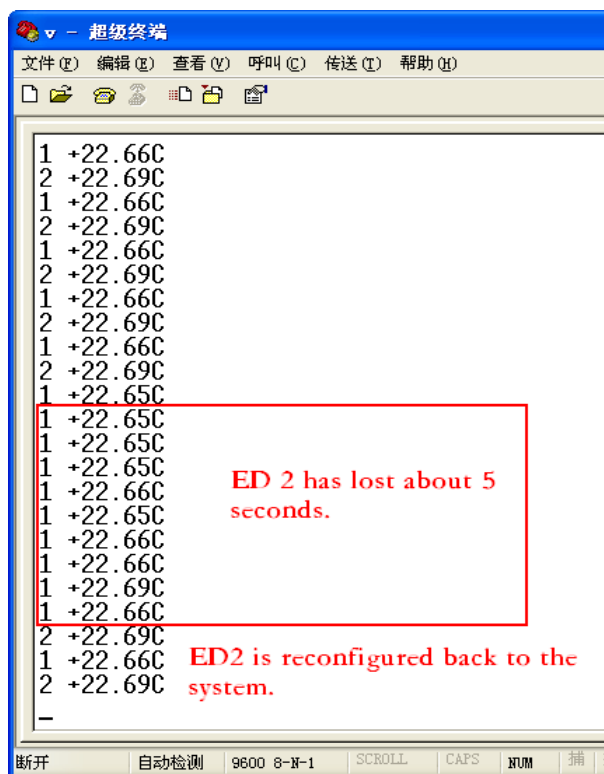 v - 超级终端
文件(F) 编辑(E) 查看(V) 呼叫(C) 传送(T) 帮助(H)
1 +22.66C
2 +22.69C
1 +22.66C
2 +22.69C
1 +22.66C
2 +22.69C
1 +22.66C
2 +22.69C
1 +22.66C
2 +22.69C
1 +22.65C
1 +22.65C
1 +22.65C
1 +22.65C
1 +22.66C
1 +22.65C
1 +22.66C
1 +22.66C
1 +22.69C
1 +22.66C
2 +22.69C
1 +22.66C
2 +22.69C
_
ED 2 has lost about 5
seconds.
ED2 is reconfigured back to the
system.
断开 自动检测 9600 8-N-1 SCROLL CAPS NUM 捕